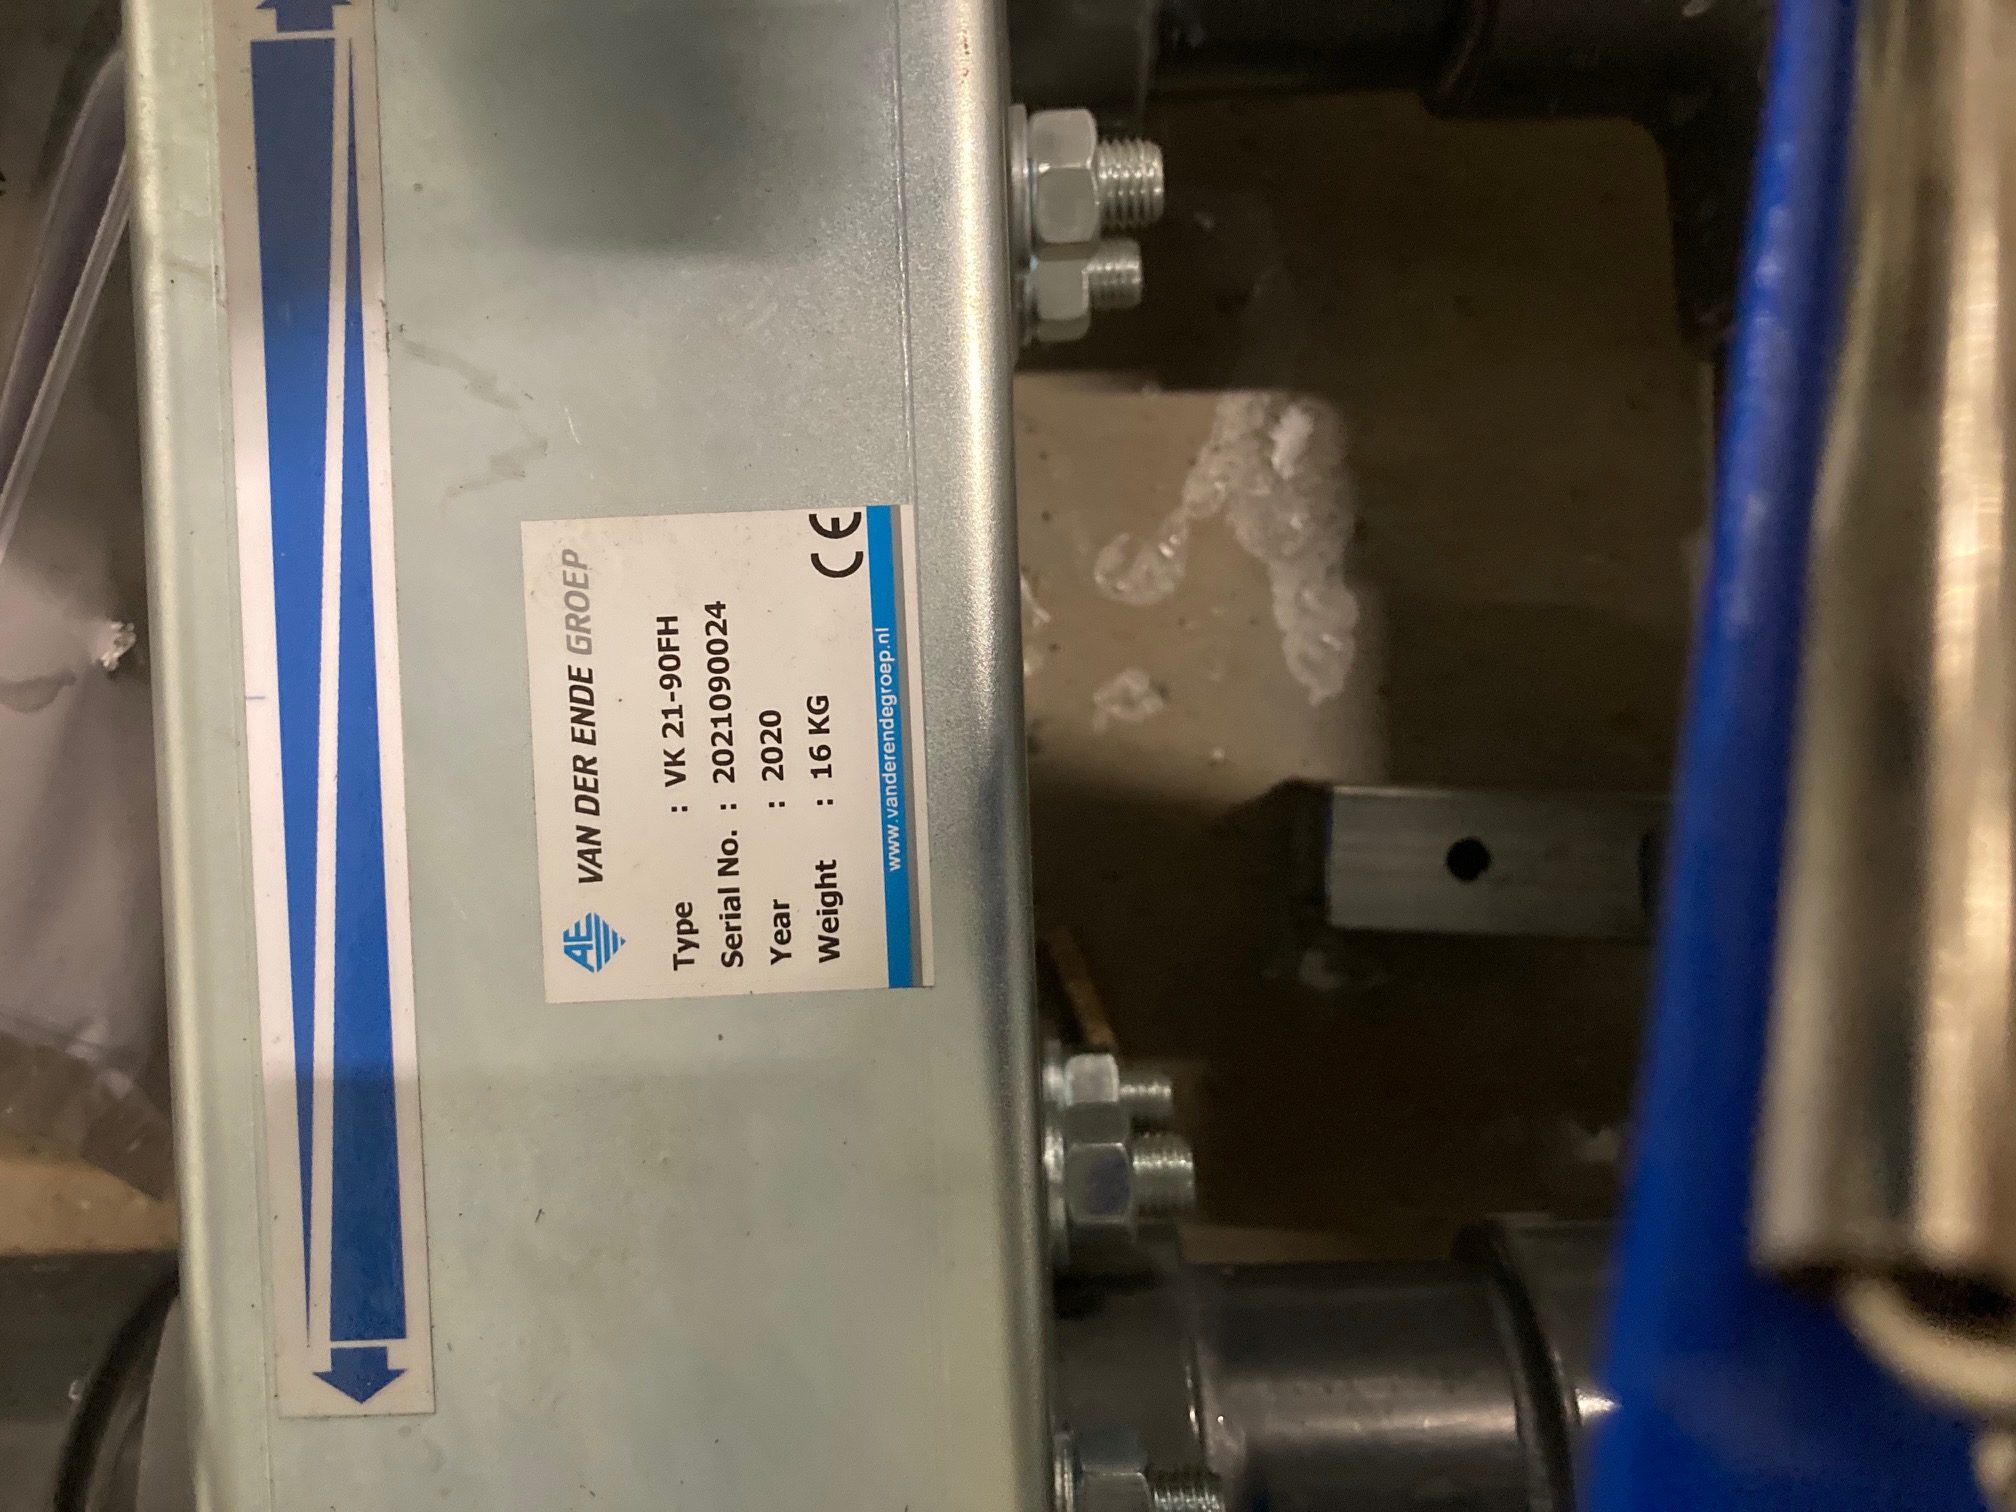 AE VAN DER ENDE GROEP
Type : VK 21-90FH
Serial No. : 2021090024
Year : 2020
Weight : 16 KG
CE
www.vanderendegroep.nl